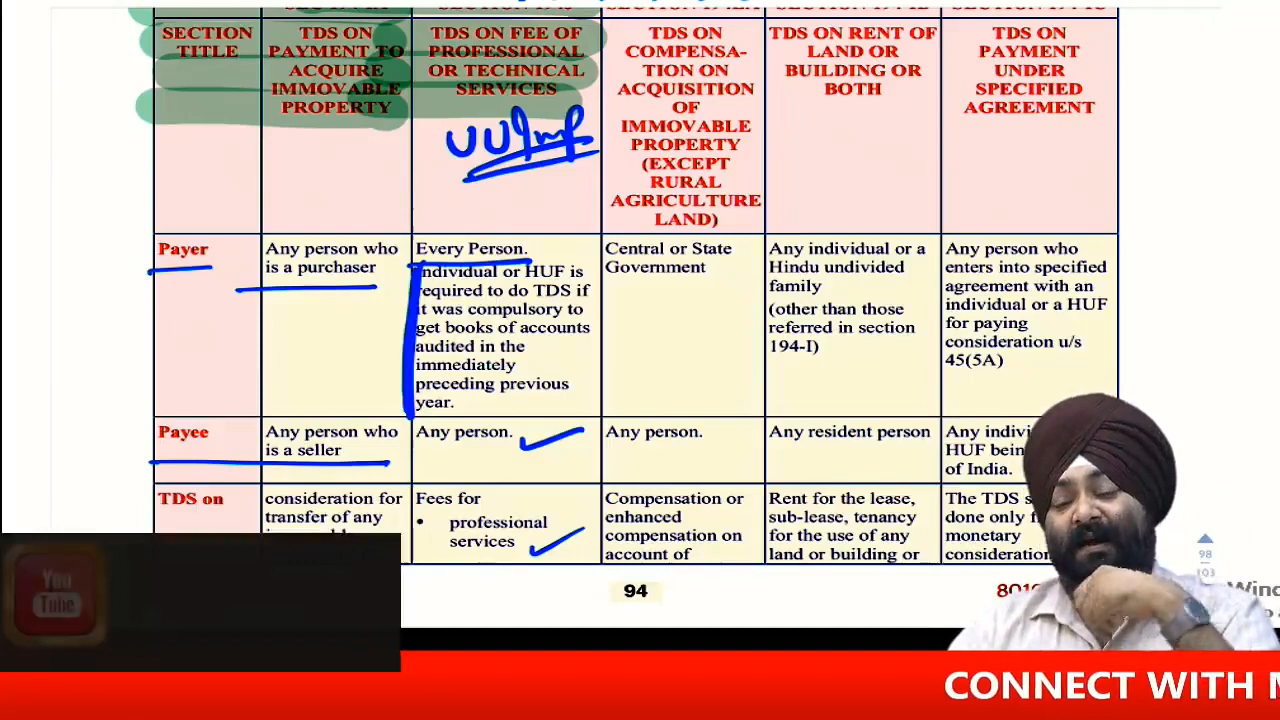 SECTION TITLE
TDS ON PAYMENT TO ACQUIRE IMMOVABLE PROPERTY
TDS ON FEE OF PROFESSIONAL OR TECHNICAL SERVICES
TDS ON COMPENSA-TION ON ACQUISITION OF IMMOVABLE PROPERTY (EXCEPT RURAL AGRICULTURE LAND)
TDS ON RENT OF LAND OR BUILDING OR BOTH
TDS ON PAYMENT UNDER SPECIFIED AGREEMENT
Payer
Any person who
is a purchaser
Every Person.
Individual or HUF is
required to do TDS if
it was compulsory to
get books of accounts
audited in the
immediately
preceding previous
year.
Central or State
Government
Any individual or a
Hindu undivided
family
(other than those
referred in section
194-I)
Any person who
enters into specified
agreement with an
individual or a HUF
for paying
consideration u/s
45(5A)
Payee
Any person who
is a seller
Any person.
Any person.
Any resident person
Any
HUF
of India.
TDS on
consideration for
transfer of any
Fees for
• professional
services
Compensation or
enhanced
compensation on
account of
Rent for the lease,
sub-lease, tenancy
for the use of any
land or building or
The TDS
done only
monetary
consideration
94
98
103
You
Tube
CONNECT WITH